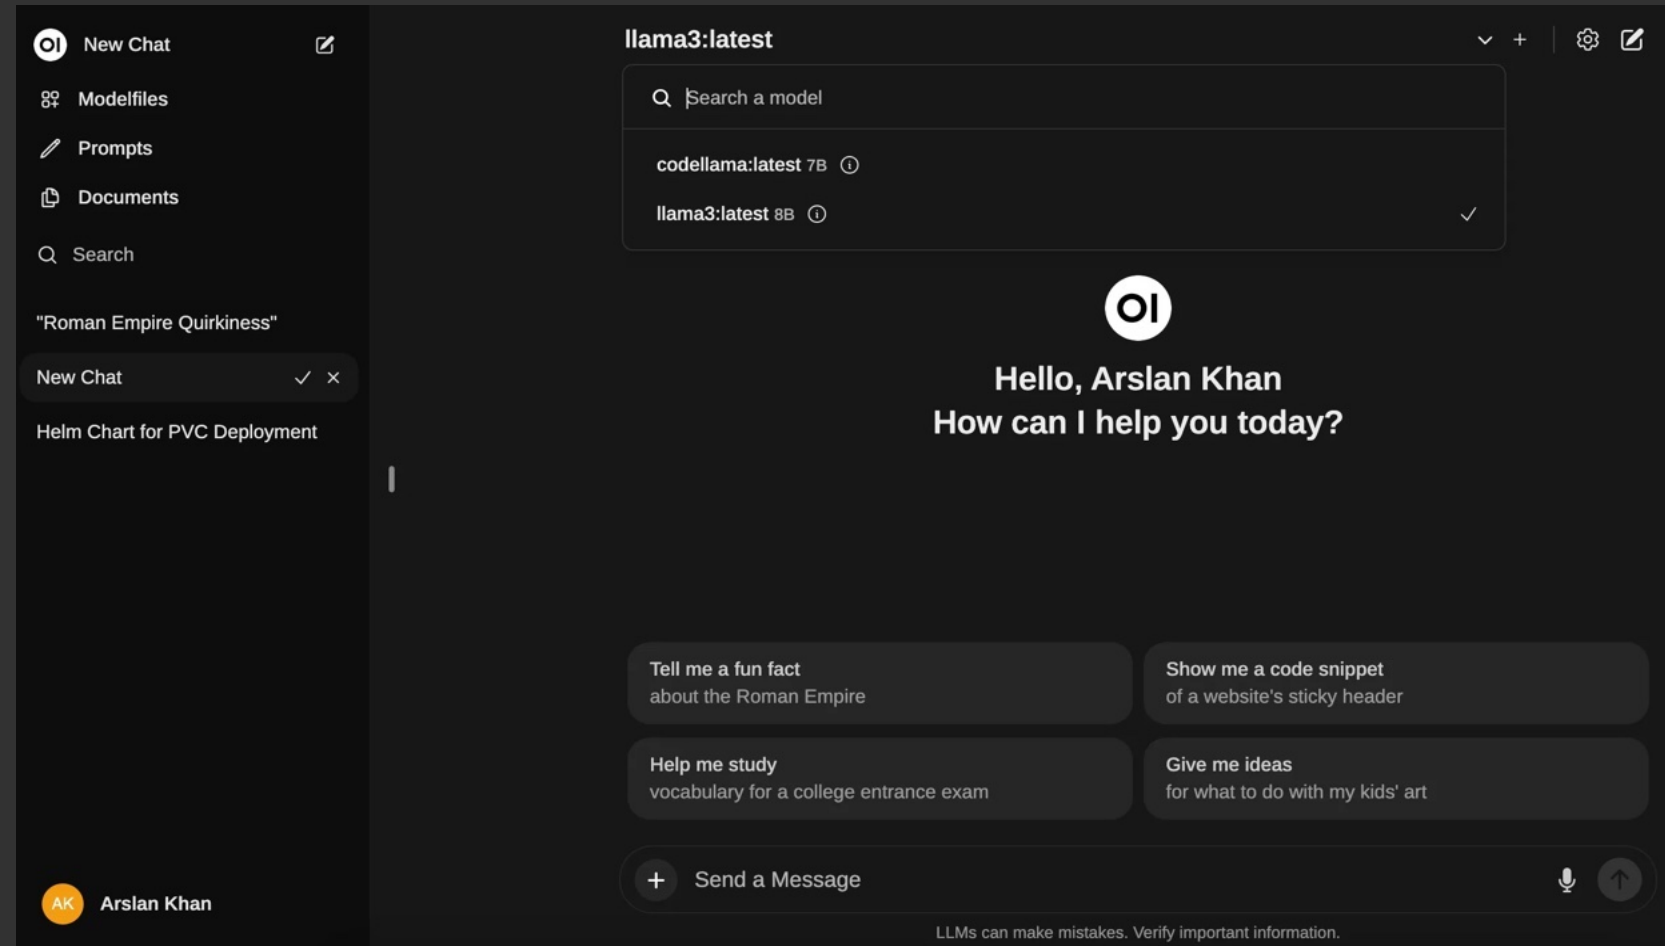 OI New Chat
Modelfiles
Prompts
Documents
Search
"Roman Empire Quirkiness"
New Chat
Helm Chart for PVC Deployment
AK Arslan Khan
llama3:latest
Search a model
codellama:latest 7B
llama3:latest 8B
OI
Hello, Arslan Khan
How can I help you today?
Tell me a fun fact
about the Roman Empire
Show me a code snippet
of a website's sticky header
Help me study
vocabulary for a college entrance exam
Give me ideas
for what to do with my kids' art
Send a Message
LLMs can make mistakes. Verify important information.